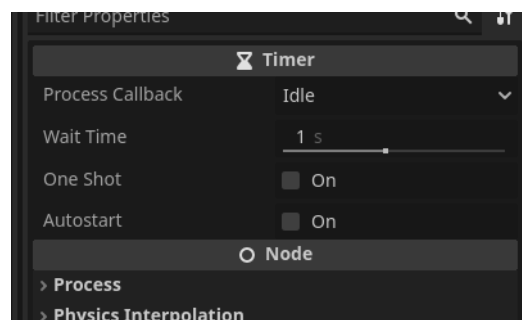 Filter Properties
Timer
Process Callback Idle
Wait Time 1 s
One Shot On
Autostart On
Node
> Process
> Physics Interpolation